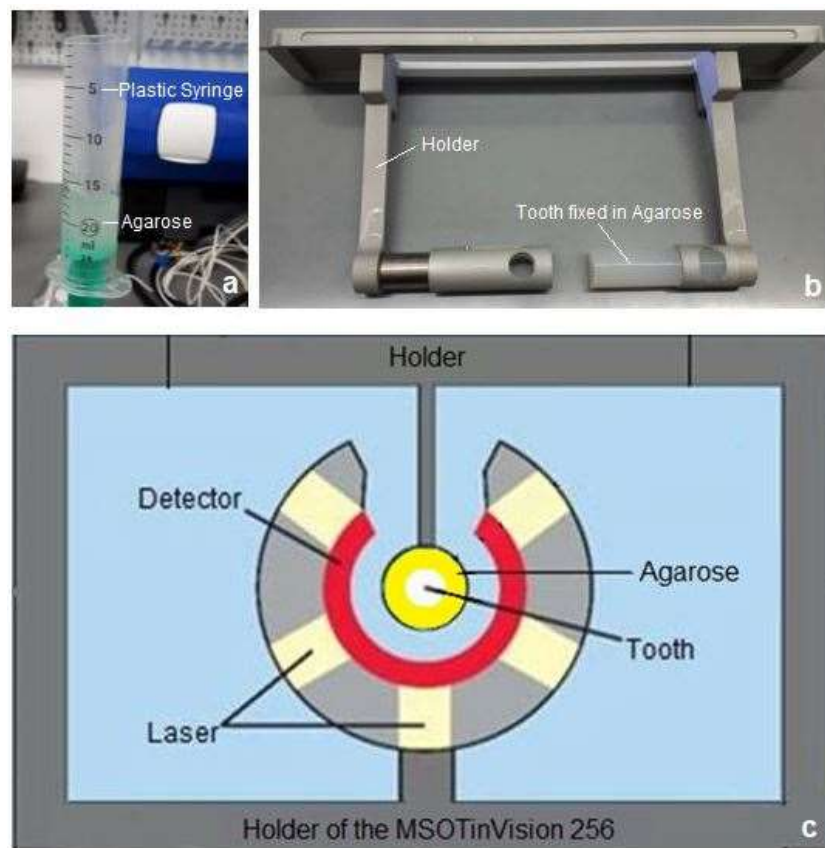 5
Plastic Syringe
10
15
Agarose
20
ml
a
Holder
Tooth fixed in Agarose
b
Holder
Detector
Agarose
Tooth
Laser
Holder of the MSOTinVision 256
c